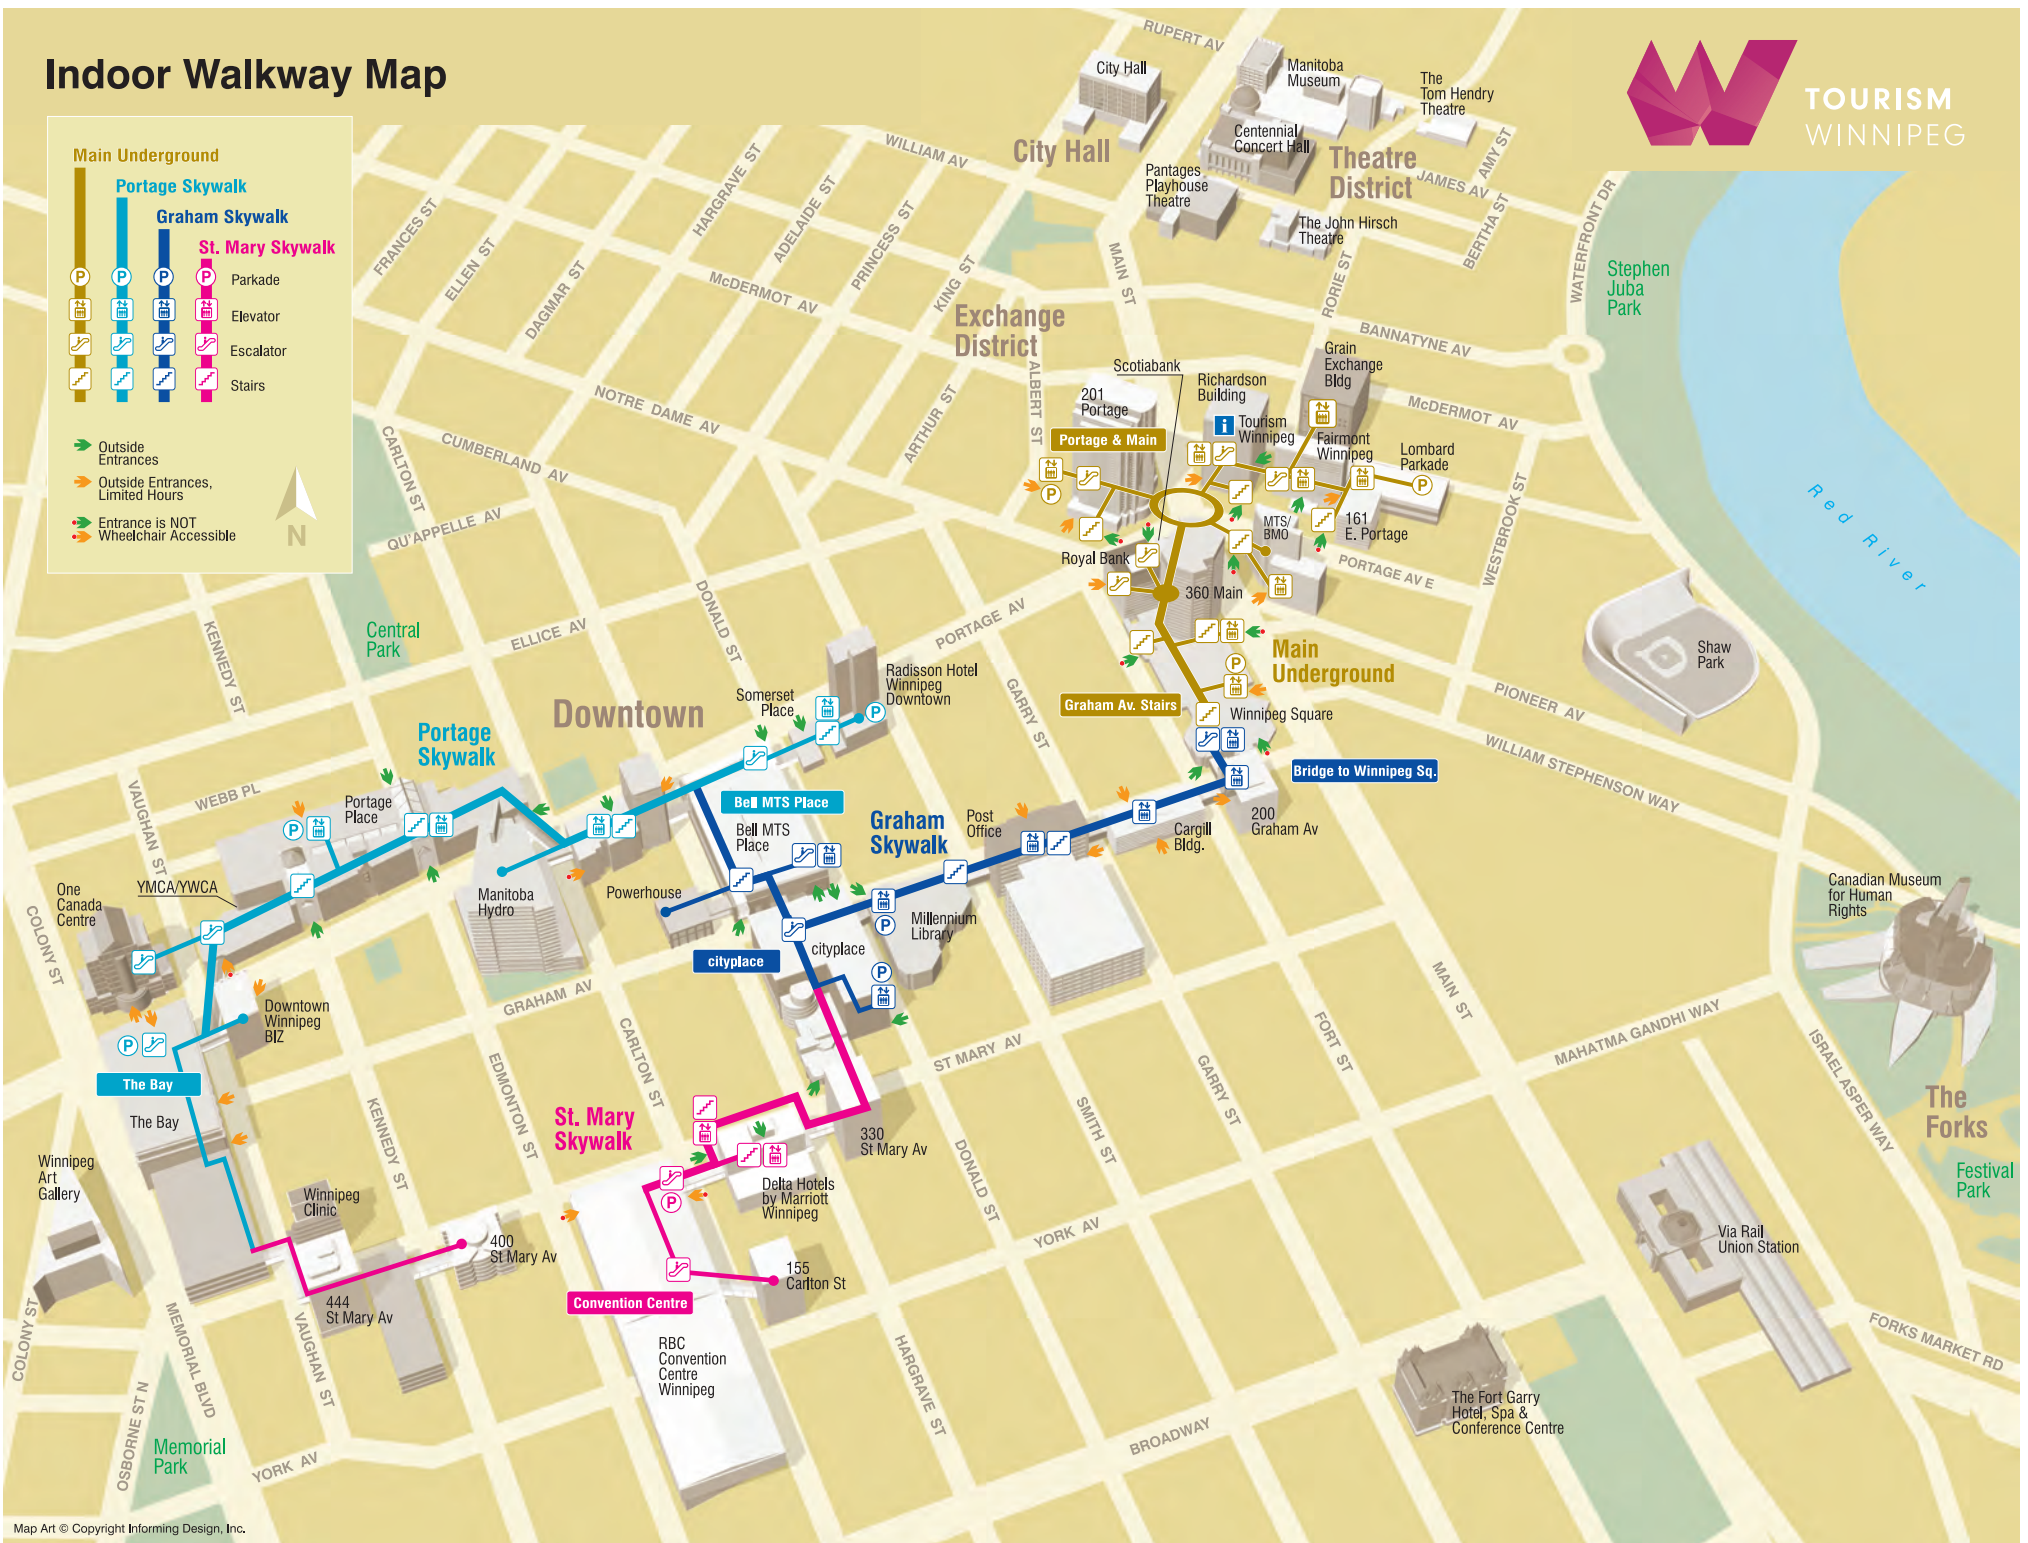 Indoor Walkway Map
Main Underground
Portage Skywalk
Graham Skywalk
St. Mary Skywalk
P
P
P
P
Parkade
Elevator
Escalator
Stairs
Outside
Entrances
Outside Entrances,
Limited Hours
Entrance is NOT
Wheelchair Accessible
N
TOURISM
WINNIPEG
RUPERT AV
City Hall
Manitoba
Museum
The
Tom Hendry
Theatre
Centennial
Concert Hall
City Hall
Theatre
District
Pantages
Playhouse
Theatre
The John Hirsch
Theatre
WILLIAM AV
JAMES AV
AMY ST
BERTHA ST
WATERFRONT DR
Stephen
Juba
Park
FRANCES ST
ELLEN ST
DAGMAR ST
HARGRAVE ST
ADELAIDE ST
PRINCESS ST
KING ST
MAIN ST
RORIE ST
McDERMOT AV
BANNATYNE AV
Exchange
District
ALBERT ST
ARTHUR ST
NOTRE DAME AV
CUMBERLAND AV
CARLTON ST
QU'APPELLE AV
Scotiabank
Richardson
Building
Grain
Exchange
Bldg
201
Portage
i
Tourism
Winnipeg
Fairmont
Winnipeg
Lombard
Parkade
McDERMOT AV
Portage & Main
P
P
MTS/
BMO
161
E. Portage
WESTBROOK ST
Red River
Royal Bank
360 Main
PORTAGE AV E
Shaw
Park
Main
Underground
P
Graham Av. Stairs
Winnipeg Square
PIONEER AV
WILLIAM STEPHENSON WAY
Bridge to Winnipeg Sq.
KENNEDY ST
Central
Park
ELLICE AV
DONALD ST
PORTAGE AV
GARRY ST
Downtown
Somerset
Place
Radisson Hotel
Winnipeg
Downtown
P
Portage
Skywalk
WEBB PL
VAUGHAN ST
Portage
Place
P
Bell MTS Place
Bell MTS
Place
Graham
Skywalk
Post
Office
Cargill
Bldg.
200
Graham Av
YMCA/YWCA
One
Canada
Centre
Manitoba
Hydro
Powerhouse
P
Millennium
Library
cityplace
cityplace
P
COLONY ST
GRAHAM AV
Downtown
Winnipeg
BIZ
P
The Bay
The Bay
CARLTON ST
EDMONTON ST
KENNEDY ST
ST MARY AV
FORT ST
MAIN ST
GARRY ST
SMITH ST
DONALD ST
MAHATMA GANDHI WAY
ISRAEL ASPER WAY
Canadian Museum
for Human
Rights
The
Forks
Festival
Park
St. Mary
Skywalk
330
St Mary Av
P
Delta Hotels
by Marriott
Winnipeg
Winnipeg
Art
Gallery
Winnipeg
Clinic
400
St Mary Av
444
St Mary Av
155
Carlton St
Convention Centre
RBC
Convention
Centre
Winnipeg
YORK AV
Via Rail
Union Station
COLONY ST
OSBORNE ST N
MEMORIAL BLVD
VAUGHAN ST
HARGRAVE ST
FORKS MARKET RD
The Fort Garry
Hotel, Spa &
Conference Centre
BROADWAY
Memorial
Park
YORK AV
Map Art © Copyright Informing Design, Inc.